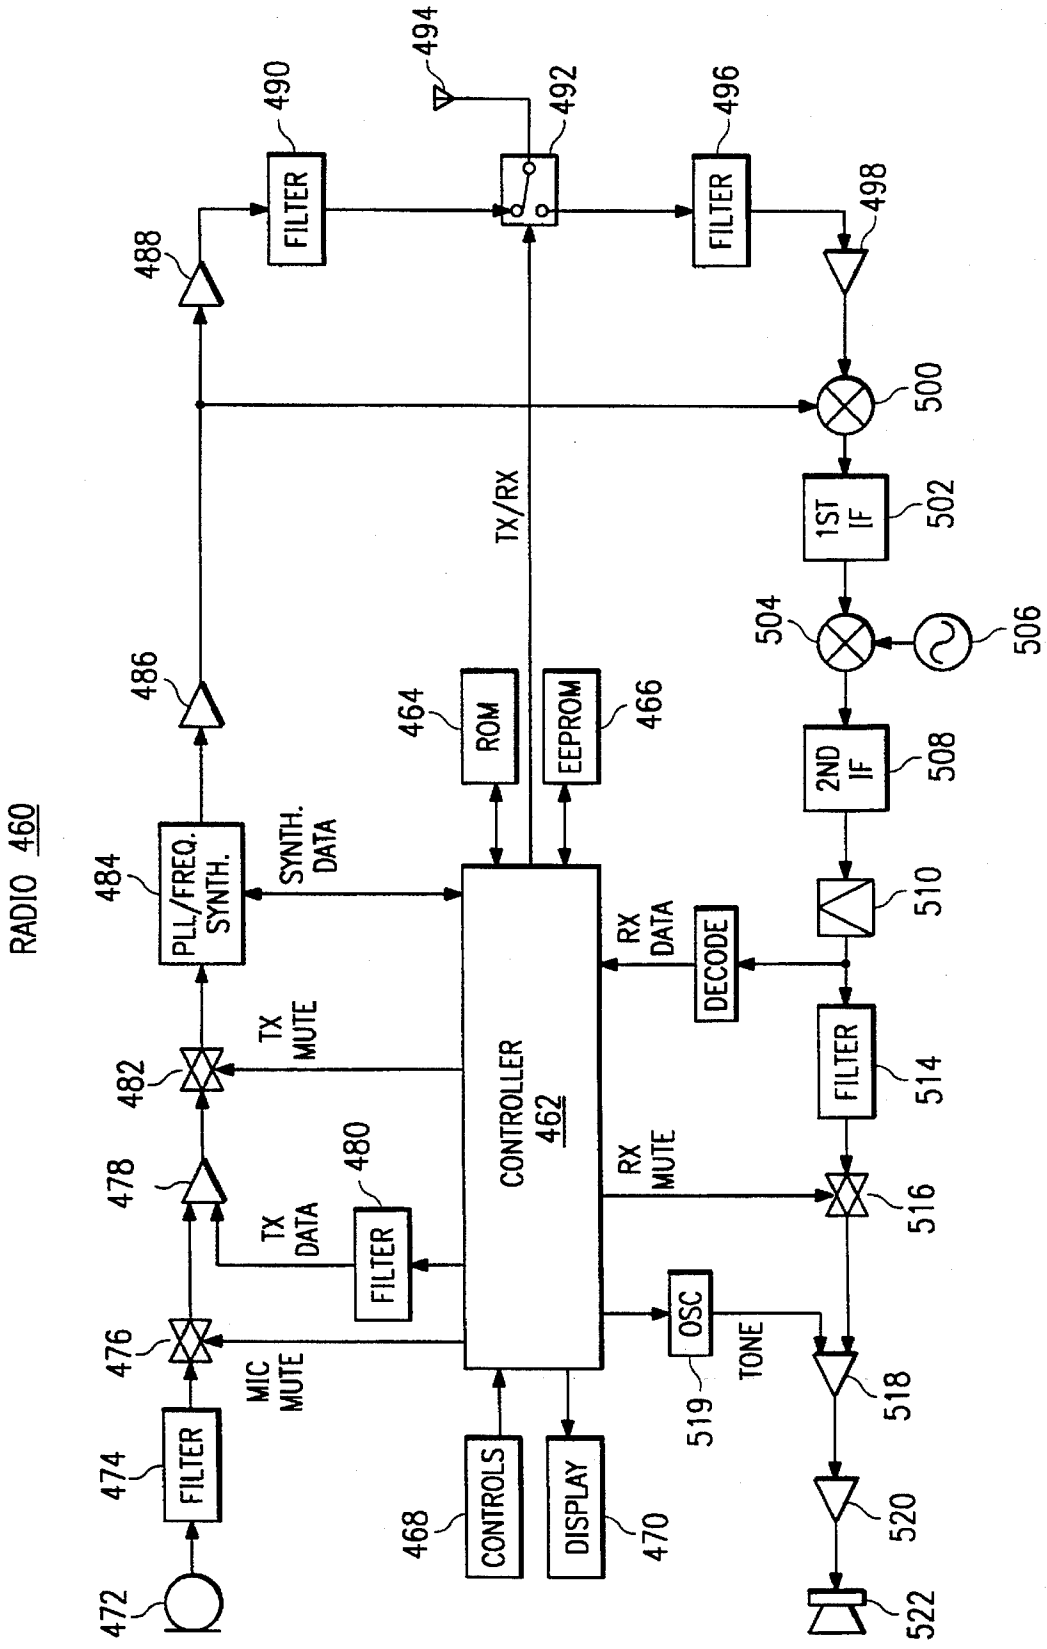 RADIO 460
472
474
FILTER
476
MIC
MUTE
478
TX
DATA
480
FILTER
482
TX
MUTE
484
PLL/FREQ.
SYNTH.
SYNTH.
DATA
486
488
490
FILTER
494
492
496
FILTER
498
TX/RX
464
ROM
EEPROM
466
CONTROLLER
462
468
CONTROLS
DISPLAY
470
RX
DATA
DECODE
RX
MUTE
OSC
519
TONE
500
1ST
IF
502
504
506
2ND
IF
508
510
FILTER
514
516
518
520
522